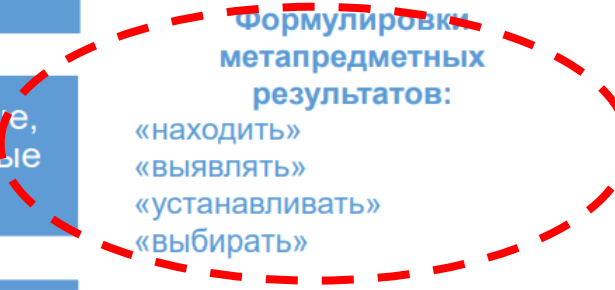 Формулировки
метапредметных
результатов:
«находить»
«выявлять»
«устанавливать»
«выбирать»